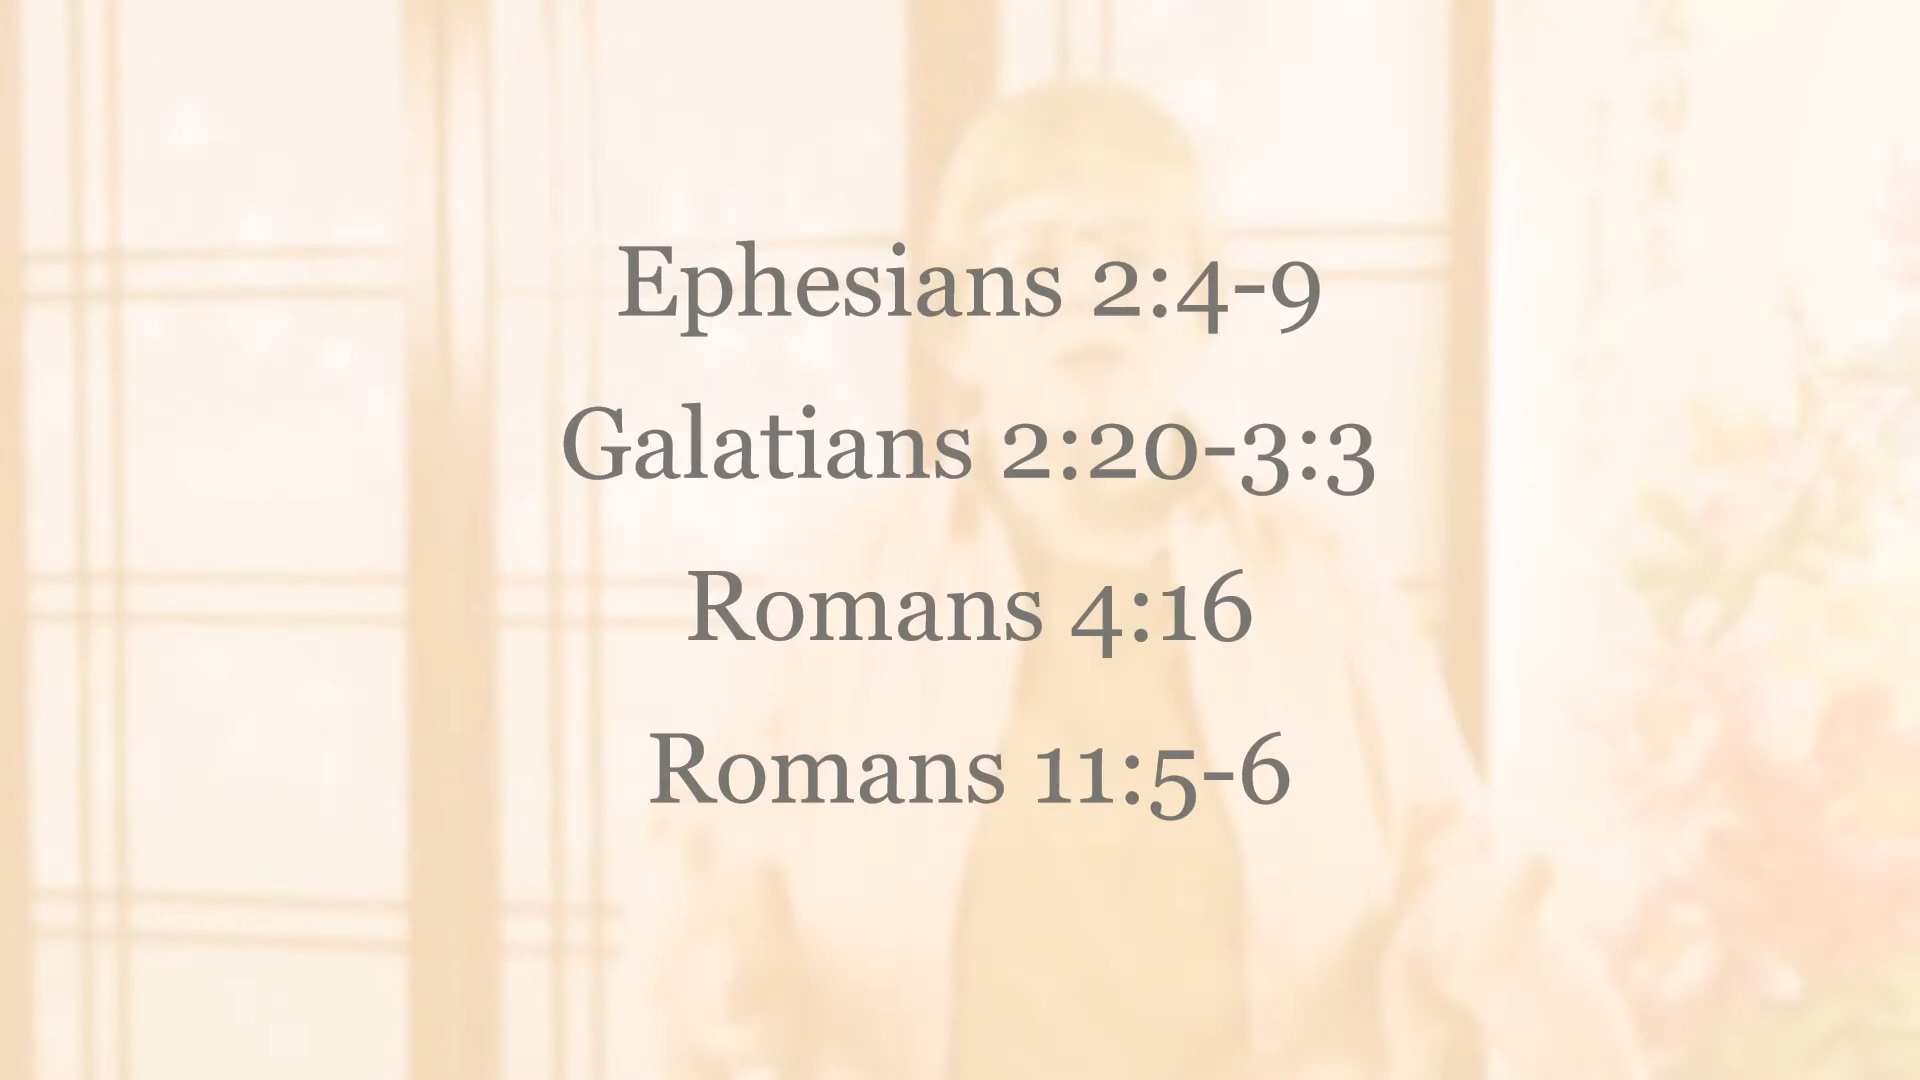 Ephesians 2:4-9
Galatians 2:20-3:3
Romans 4:16
Romans 11:5-6